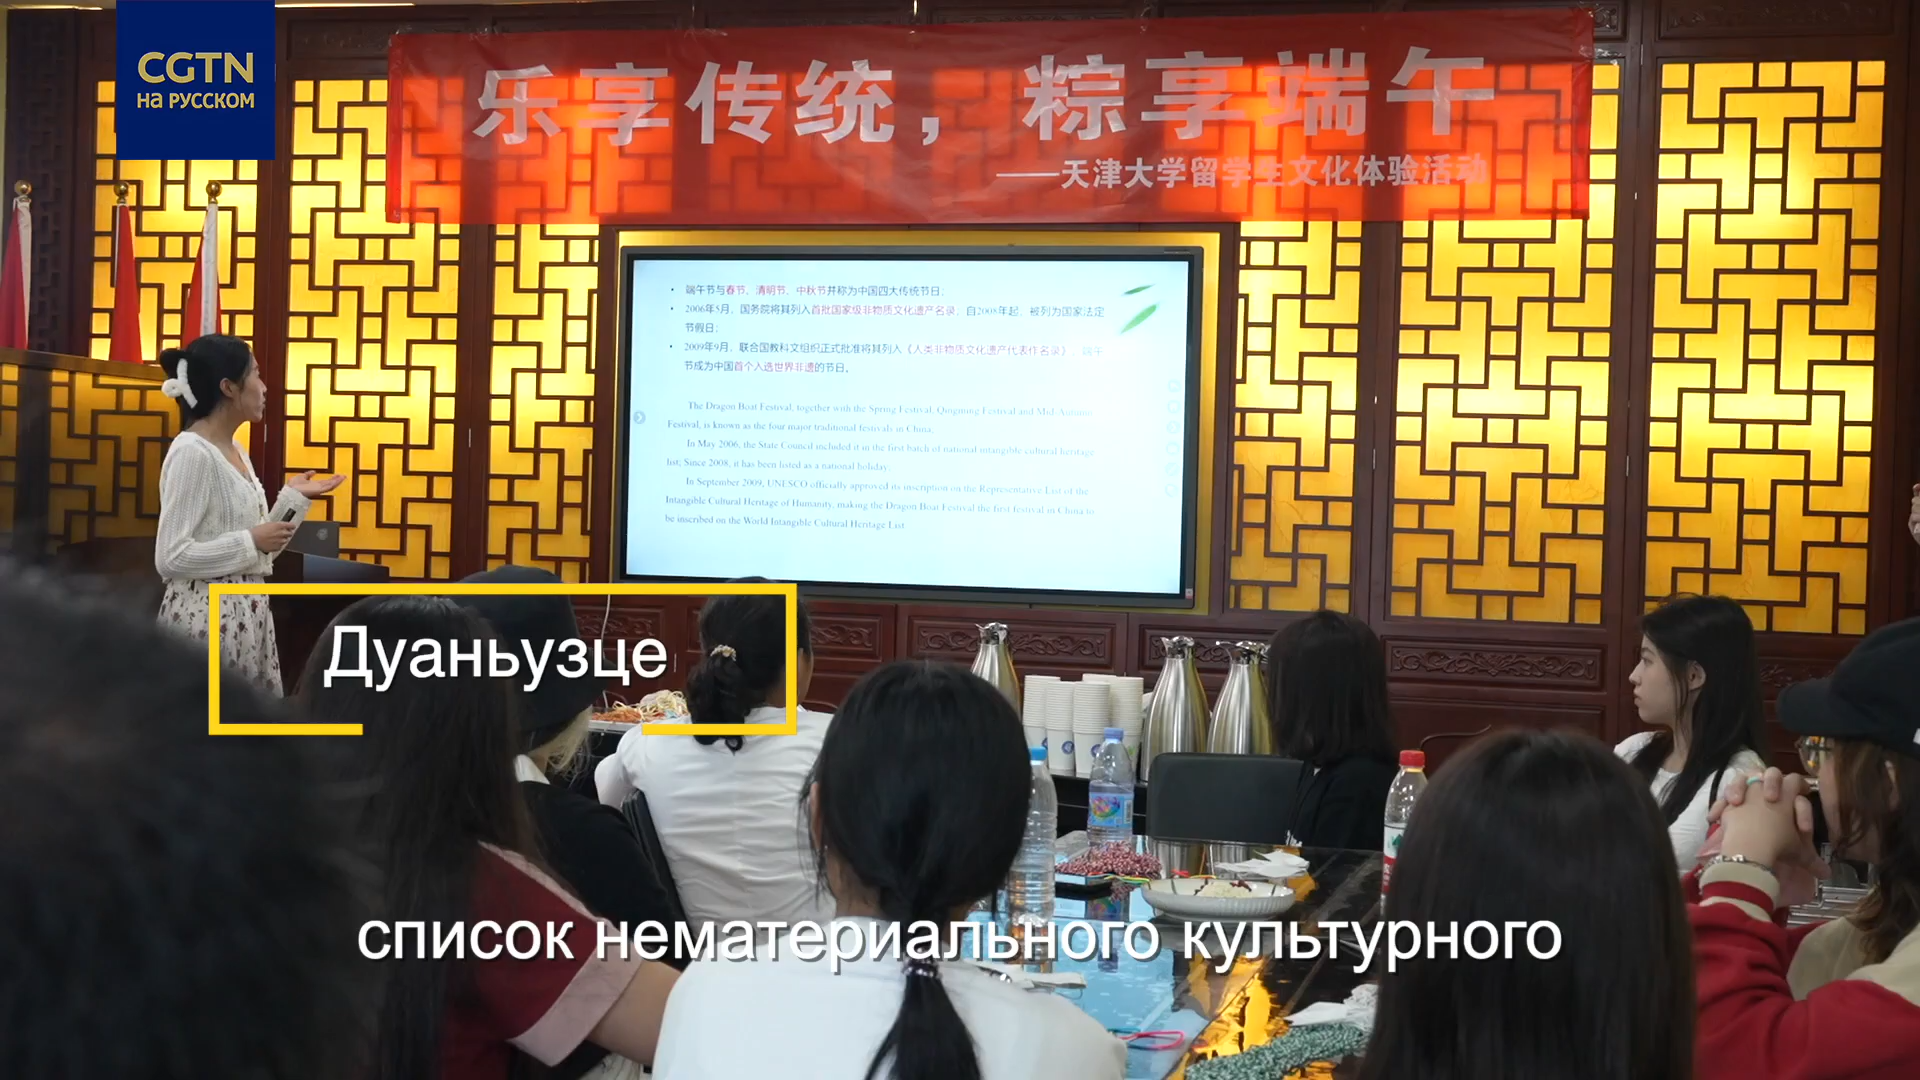 CGTN
на русском
乐享传统，粽享端午
——天津大学留学生文化体验活动
• 端午节与春节、清明节、中秋节并称为中国四大传统节日；
• 2006年5月，国务院将其列入首批国家级非物质文化遗产名录，自2008年起，被列为国家法定
节假日；
• 2009年9月，联合国教科文组织正式批准将其列入《人类非物质文化遗产代表作名录》，端午
节成为中国首个入选世界非遗的节日。
The Dragon Boat Festival, together with the Spring Festival, Qingming Festival and Mid-Autumn
Festival, is known as the four major traditional festivals in China.
In May 2006, the State Council included it in the first batch of national intangible cultural heritage
list; Since 2008, it has been listed as a national holiday.
In September 2009, UNESCO officially approved its inscription on the Representative List of the
Intangible Cultural Heritage of Humanity, making the Dragon Boat Festival the first festival in China to
be inscribed on the World Intangible Cultural Heritage List.
Дуаньузце
список нематериального культурного